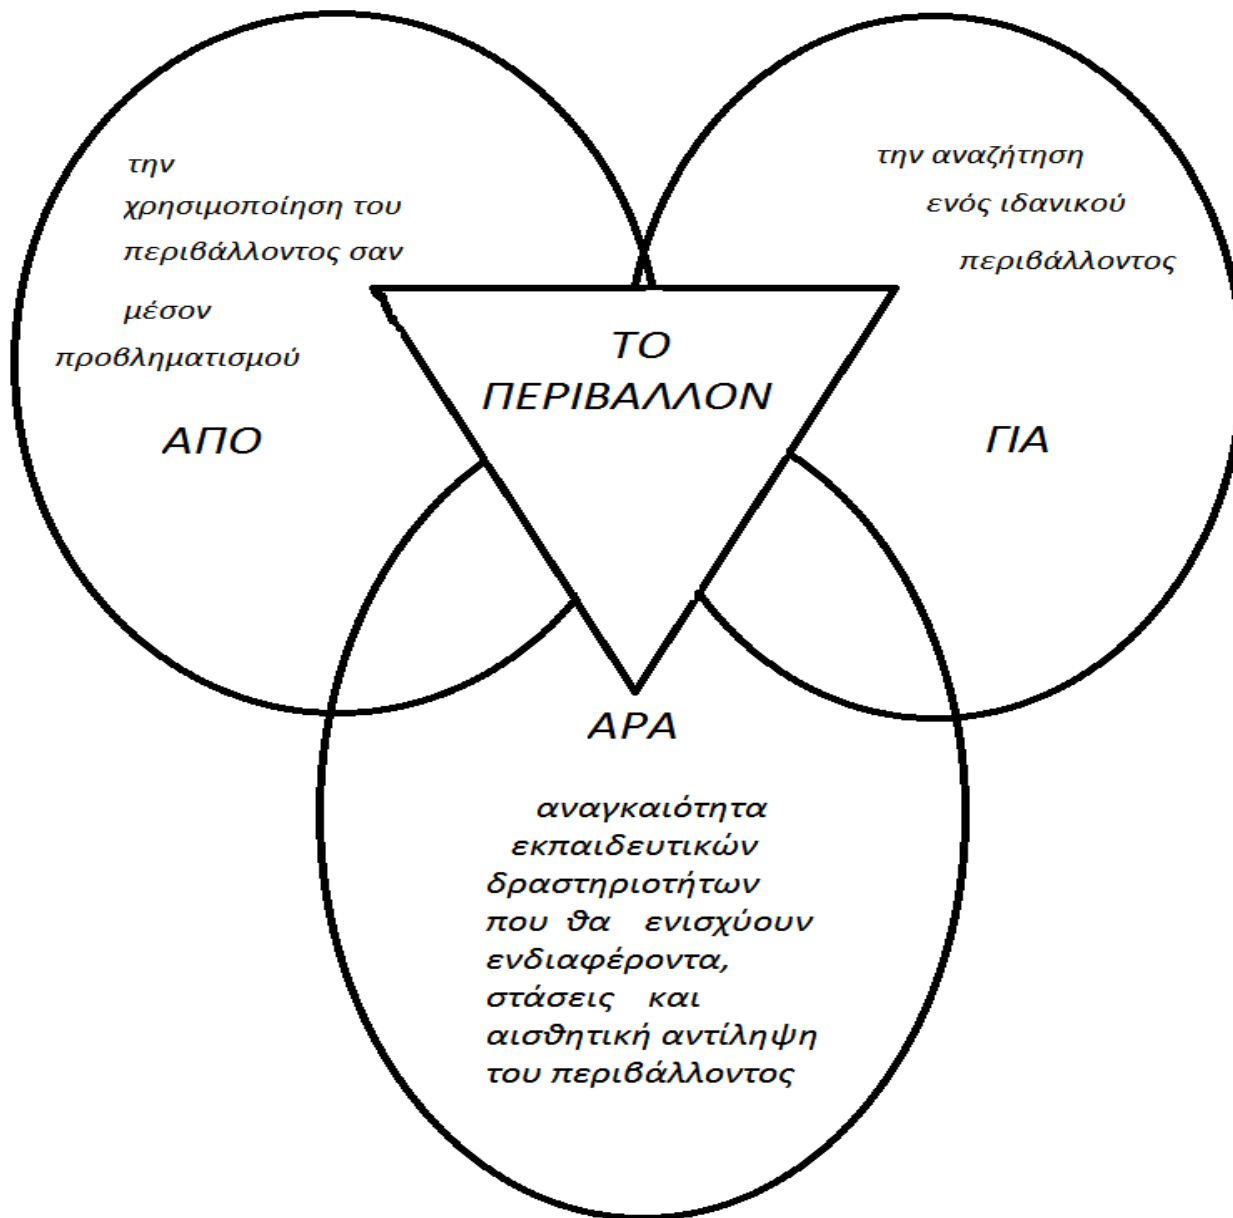 την
χρησιμοποίηση του
περιβάλλοντος σαν
μέσον
προβληματισμού
ΑΠΟ
την αναζήτηση
ενός ιδανικού
περιβάλλοντος
ΓΙΑ
ΤΟ
ΠΕΡΙΒΑΛΛΟΝ
ΑΡΑ
αναγκαιότητα
εκπαιδευτικών
δραστηριοτήτων
που θα ενισχύουν
ενδιαφέροντα,
στάσεις και
αισθητική αντίληψη
του περιβάλλοντος